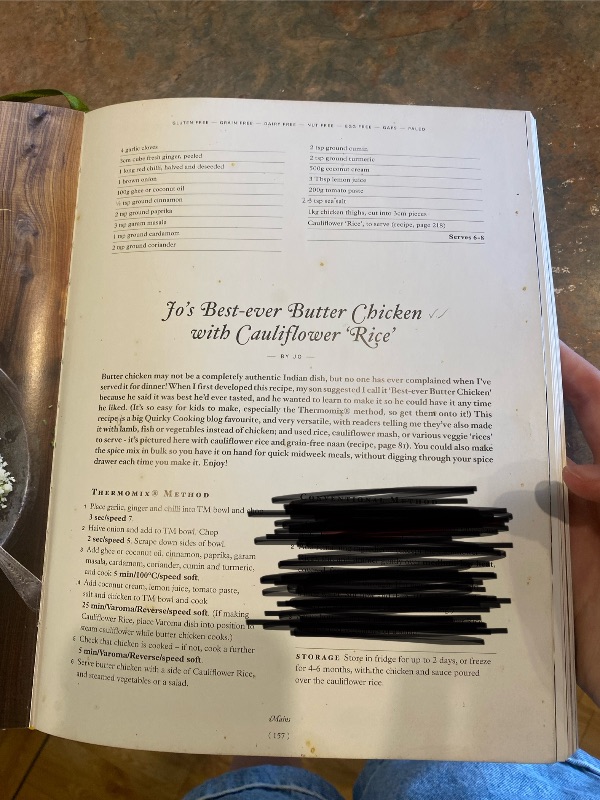 GLUTEN FREE — GRAIN FREE — DAIRY FREE — NUT FREE — EGG FREE — GAPS — PALEO
4 garlic cloves
3cm cube fresh ginger, peeled
1 long red chilli, halved and deseeded
1 brown onion
100g ghee or coconut oil
tsp ground cinnamon
2 tsp ground paprika
3 tsp garam masala
1 tsp ground cardamom
2 tsp ground coriander
2 tsp ground cumin
2 tsp ground turmeric
500g coconut cream
3 Tbsp lemon juice
200g tomato paste
2-3 tsp sea salt
1kg chicken thighs, cut into 3cm pieces
Cauliflower 'Rice', to serve (recipe, page 218)
Serves 6-8
Jo's Best-ever Butter Chicken
with Cauliflower 'Rice'
— BY JO —
Butter chicken may not be a completely authentic Indian dish, but no one has ever complained when I've
served it for dinner! When I first developed this recipe, my son suggested I call it 'Best-ever Butter Chicken'
because he said it was best he'd ever tasted, and he wanted to learn to make it so he could have it any time
he liked. (It's so easy for kids to make, especially the Thermomix® method, so get them onto it!) This
recipe is a big Quirky Cooking blog favourite, and very versatile, with readers telling me they've also made
it with lamb, fish or vegetables instead of chicken; and used rice, cauliflower mash, or various veggie 'rices'
to serve - it's pictured here with cauliflower rice and grain-free naan (recipe, page 81). You could also make
the spice mix in bulk so you have it on hand for quick midweek meals, without digging through your spice
drawer each time you make it. Enjoy!
THERMOMIX® METHOD
1 Place garlic, ginger and chilli into TM bowl and chop
3 sec/speed 7.
2 Halve onion and add to TM bowl. Chop
2 sec/speed 5. Scrape down sides of bowl.
3 Add ghee or coconut oil, cinnamon, paprika, garam
masala, cardamom, coriander, cumin and turmeric,
and cook 5 min/100°C/speed soft.
4 Add coconut cream, lemon juice, tomato paste,
salt and chicken to TM bowl and cook
25 min/Varoma/Reverse/speed soft. (If making
Cauliflower Rice, place Varoma dish into position to
steam cauliflower while butter chicken cooks.)
5 Check that chicken is cooked – if not, cook a further
5 min/Varoma/Reverse/speed soft.
6 Serve butter chicken with a side of Cauliflower Rice,
and steamed vegetables or a salad.
CONVENTIONAL METHOD
STORAGE Store in fridge for up to 2 days, or freeze
for 4-6 months, with the chicken and sauce poured
over the cauliflower rice.
Mains
(157)